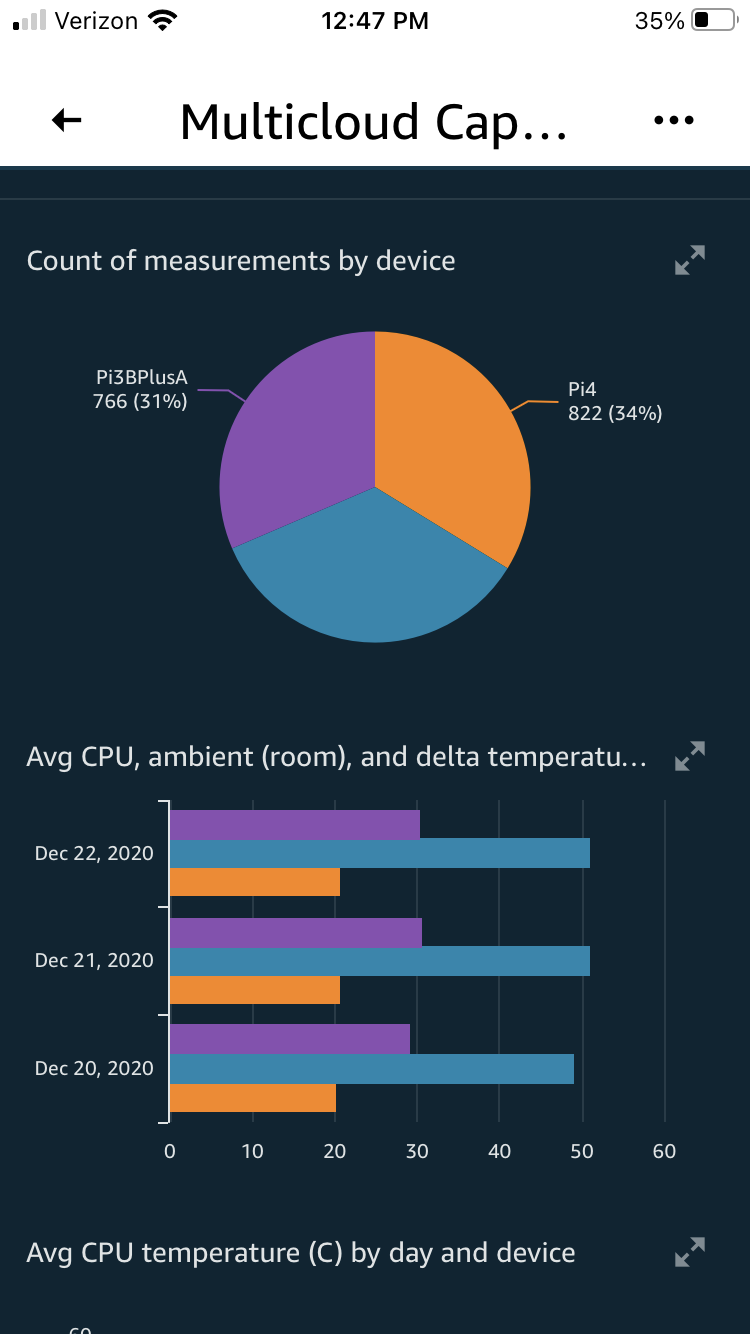 Verizon 12:47 PM 35%
Multicloud Cap...
Count of measurements by device
Pi3BPlusA
766 (31%)
Pi4
822 (34%)
Avg CPU, ambient (room), and delta temperatu...
Dec 22, 2020
Dec 21, 2020
Dec 20, 2020
0 10 20 30 40 50 60
Avg CPU temperature (C) by day and device